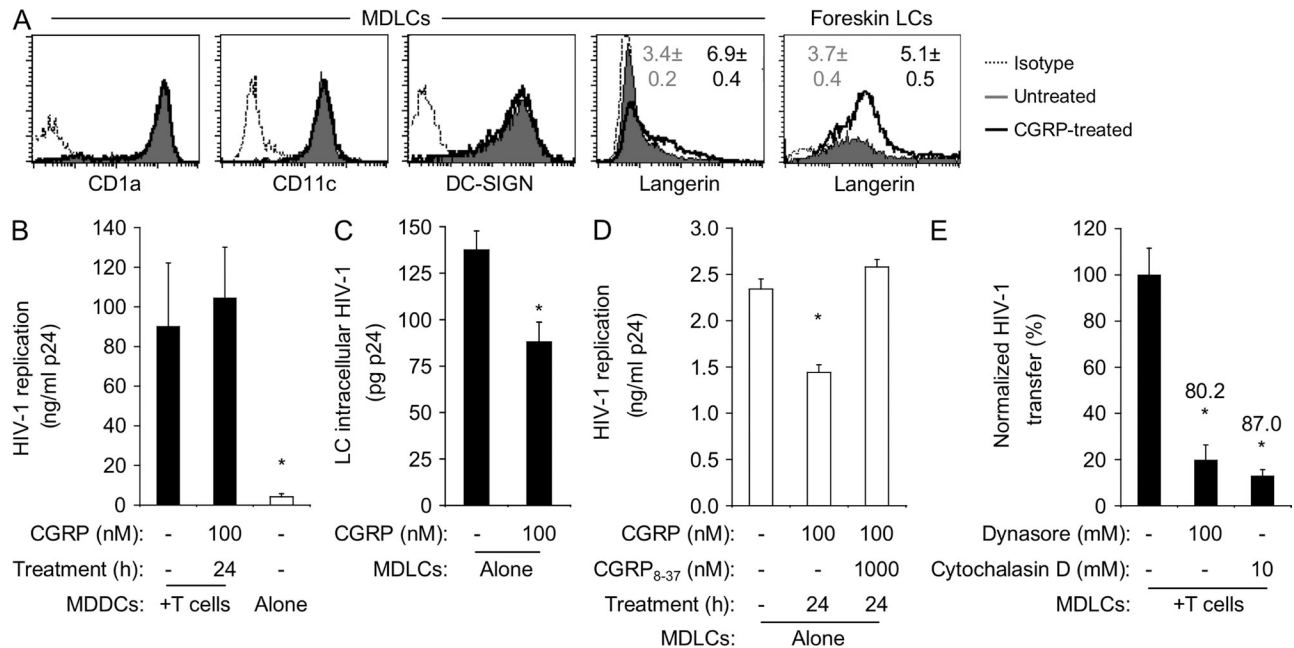 A
MDLCs
Foreskin LCs
3.4±
0.2
6.9±
0.4
3.7±
0.4
5.1±
0.5
Isotype
Untreated
CGRP-treated
CD1a
CD11c
DC-SIGN
Langerin
Langerin
B
HIV-1 replication
(ng/ml p24)
140
120
100
80
60
40
20
0
*
CGRP (nM): - 100 -
Treatment (h): - 24 -
MDDCs: +T cells Alone
C
LC intracellular HIV-1
(pg p24)
150
125
100
75
50
25
0
*
CGRP (nM): - 100
MDLCs: Alone
D
HIV-1 replication
(ng/ml p24)
3.0
2.5
2.0
1.5
1.0
0.5
0.0
*
CGRP (nM): - 100 100
CGRP8-37 (nM): - - 1000
Treatment (h): - 24 24
MDLCs: Alone
E
Normalized HIV-1
transfer (%)
120
100
80
60
40
20
0
80.2
*
87.0
*
Dynasore (mM): - 100 -
Cytochalasin D (mM): - - 10
MDLCs: +T cells